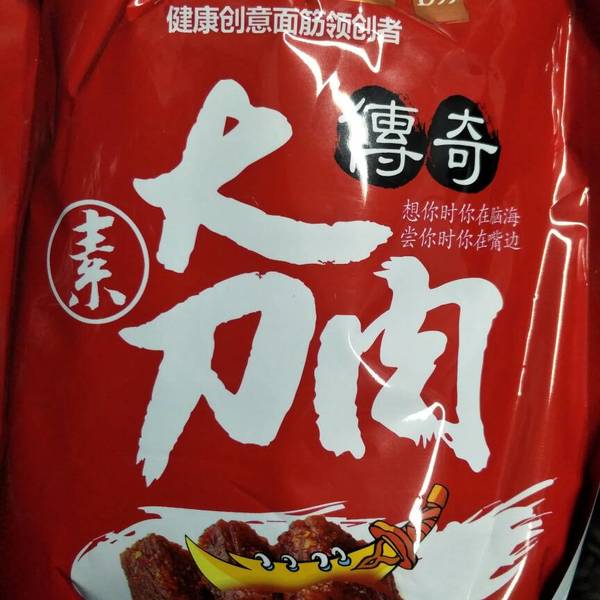 健康创意面筋领创者
傳奇
想你时你在脑海
尝你时你在嘴边
素
大
刀肉